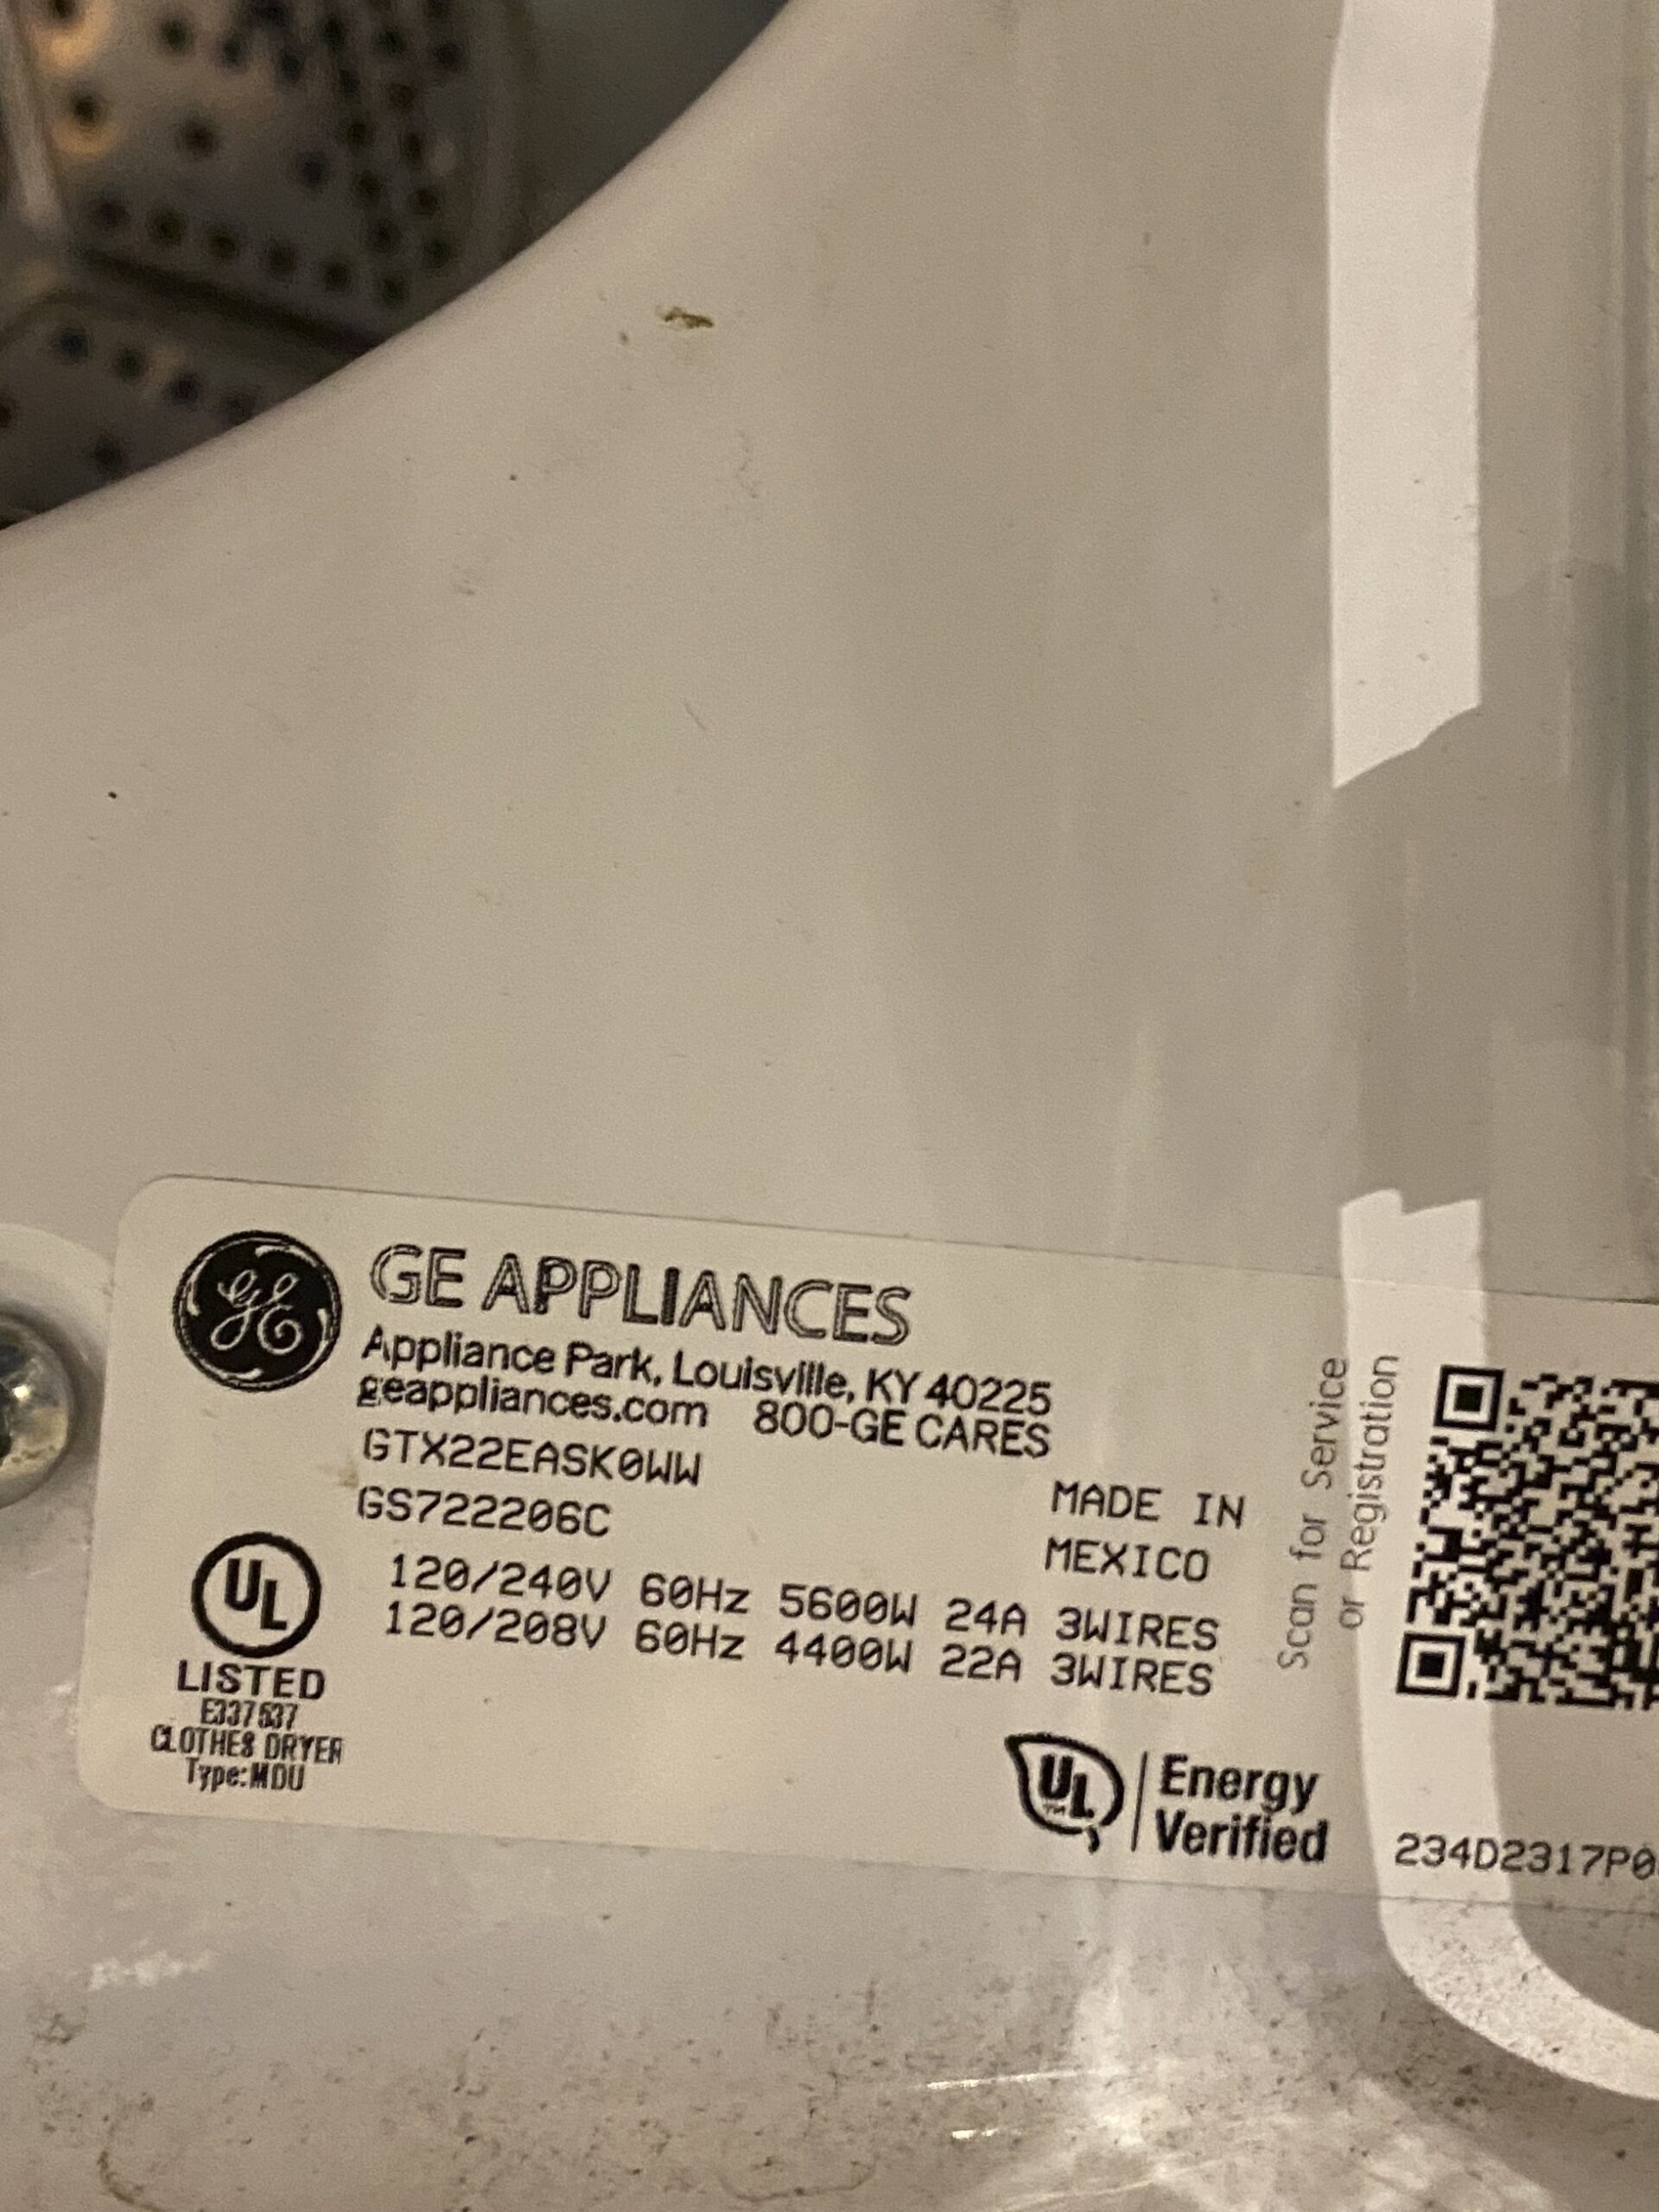 GE
GE APPLIANCES
Appliance Park, Louisville, KY 40225
geappliances.com 800-GE CARES
GTX22EASK0WW
GS722206C
MADE IN
MEXICO
120/240V 60Hz 5600W 24A 3WIRES
120/208V 60Hz 4400W 22A 3WIRES
UL
LISTED
E337637
CLOTHES DRYER
Type:MDU
UL
TM
Energy
Verified
Scan for Service
or Registration
234D2317P0